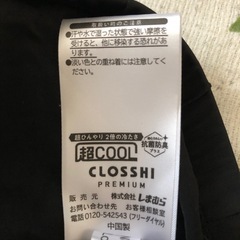 お取扱い上のご注意
●汗や水で湿った状態で強い摩擦を
受けると、他に移染する恐れがあり
ます。
●淡い色との重ね着には注意してく
ださい。
超ひんやり 2倍の冷たさ
超COOL
抗菌防臭
プラス
CLOSSHI
PREMIUM
販売元 株式会社しまむら
お問い合わせ先 お客様相談室
電話0120-542543(フリーダイヤル)
中国製